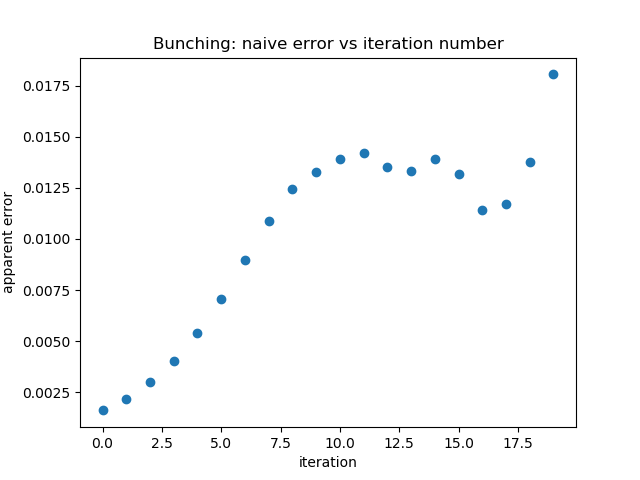 Bunching: naive error vs iteration number
apparent error
0.0175
0.0150
0.0125
0.0100
0.0075
0.0050
0.0025
0.0 2.5 5.0 7.5 10.0 12.5 15.0 17.5
iteration